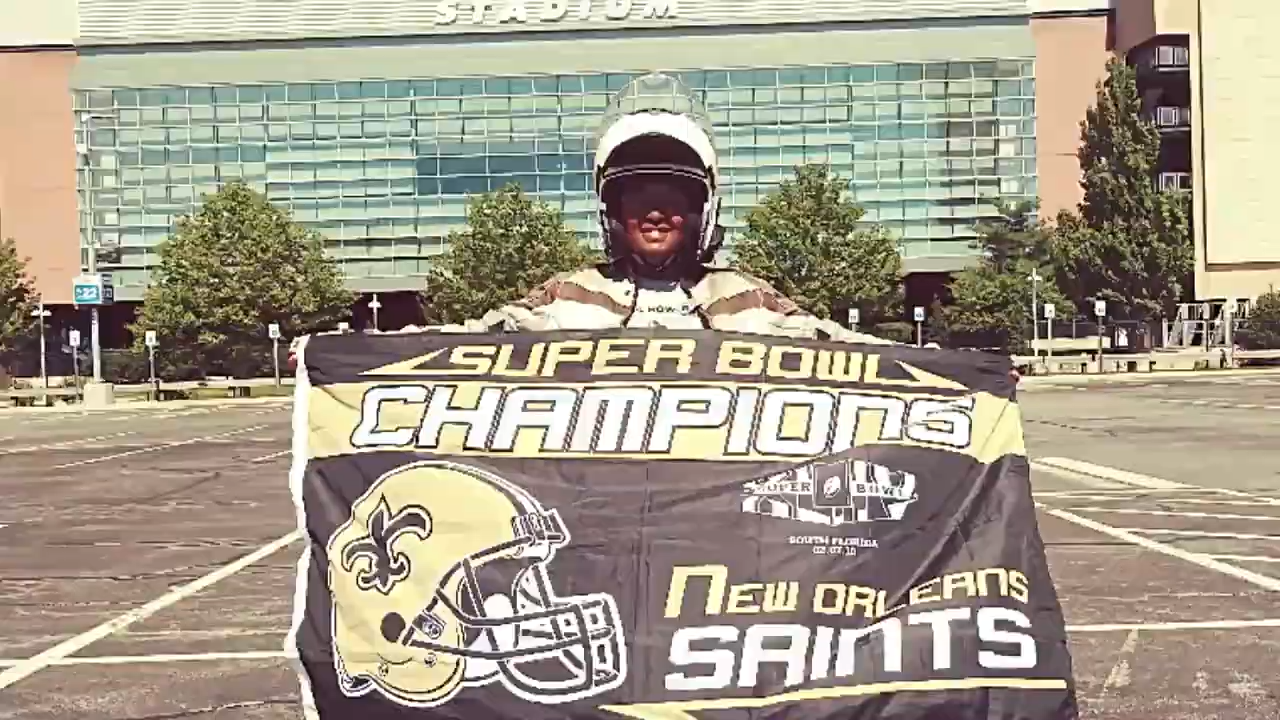 STADIUM
SUPER BOWL
CHAMPIONS
SUPER BOWL
SOUTH FLORIDA
02.07.10
NEW ORLEANS
SAINTS